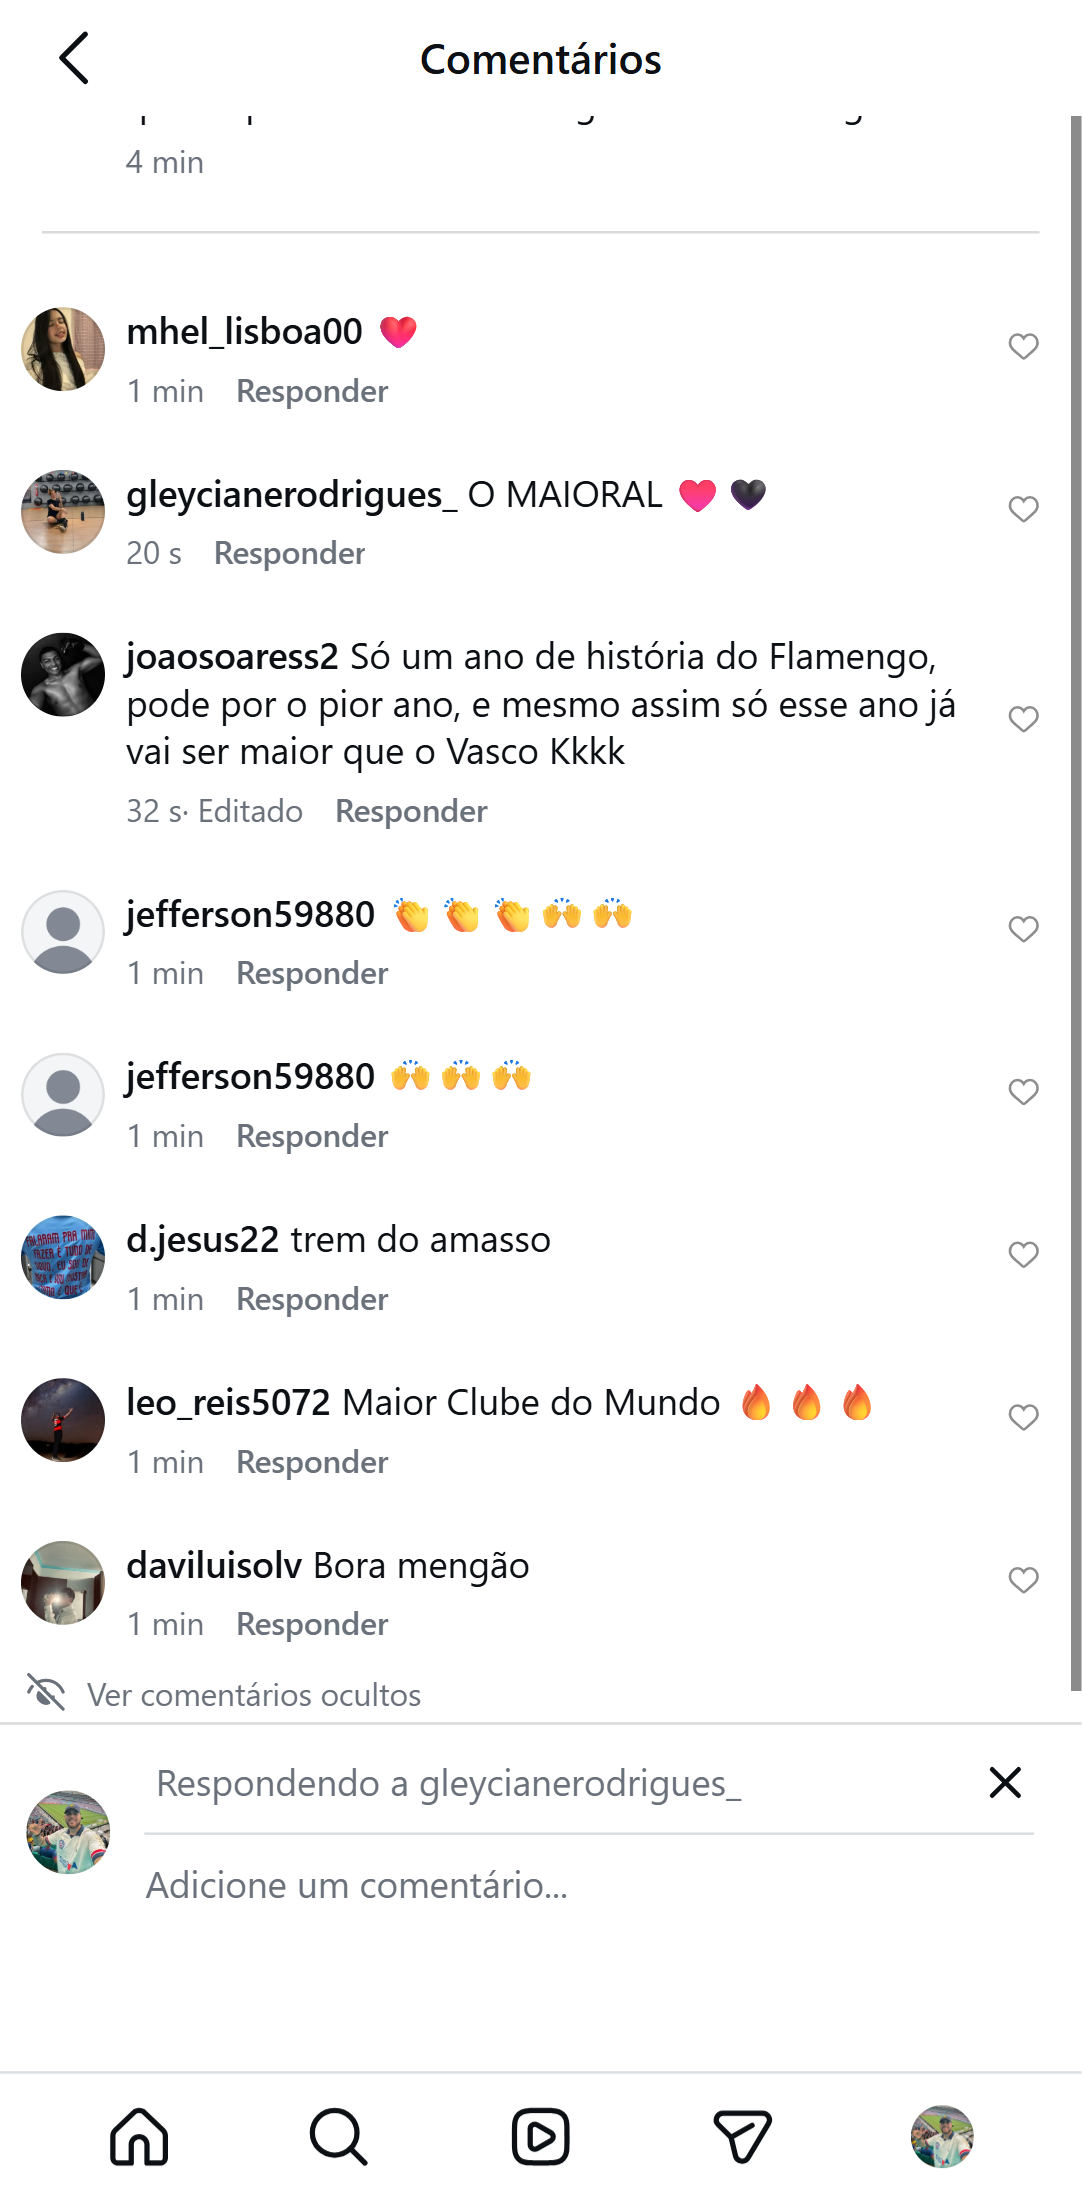 Comentários
4 min
mhel_lisboa00 ❤️
1 min Responder
gleycianerodrigues_ O MAIORAL ❤️🖤
20 s Responder
joaosoaress2 Só um ano de história do Flamengo,
pode por o pior ano, e mesmo assim só esse ano já
vai ser maior que o Vasco Kkkk
32 s· Editado Responder
jefferson59880 👏👏👏🙌🙌
1 min Responder
jefferson59880 🙌🙌🙌
1 min Responder
d.jesus22 trem do amasso
1 min Responder
leo_reis5072 Maior Clube do Mundo 🔥🔥🔥
1 min Responder
daviluisolv Bora mengão
1 min Responder
Ver comentários ocultos
Respondendo a gleycianerodrigues_
Adicione um comentário...